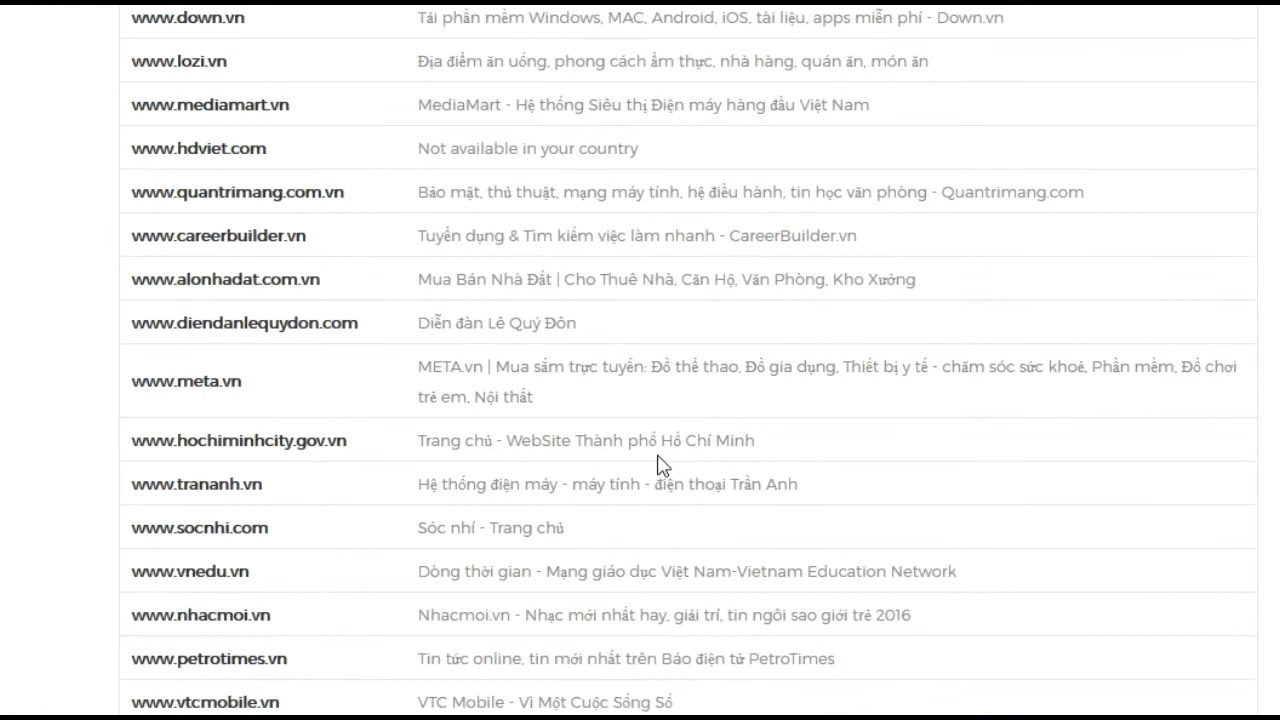 www.down.vn Tải phần mềm Windows, MAC, Android, iOS, tài liệu, apps miễn phí - Down.vn
www.lozi.vn Địa điểm ăn uống, phong cách ẩm thực, nhà hàng, quán ăn, món ăn
www.mediamart.vn MediaMart - Hệ thống Siêu thị Điện máy hàng đầu Việt Nam
www.hdviet.com Not available in your country
www.quantrimang.com.vn Bảo mật, thủ thuật, mạng máy tính, hệ điều hành, tin học văn phòng - Quantrimang.com
www.careerbuilder.vn Tuyển dụng & Tìm kiếm việc làm nhanh - CareerBuilder.vn
www.alonhadat.com.vn Mua Bán Nhà Đất | Cho Thuê Nhà, Căn Hộ, Văn Phòng, Kho Xưởng
www.diendanlequydon.com Diễn đàn Lê Quý Đôn
www.meta.vn META.vn | Mua sắm trực tuyến: Đồ thể thao, Đồ gia dụng, Thiết bị y tế - chăm sóc sức khoẻ, Phần mềm, Đồ chơi
trẻ em, Nội thất
www.hochiminhcity.gov.vn Trang chủ - WebSite Thành phố Hồ Chí Minh
www.trananh.vn Hệ thống điện máy - máy tính - điện thoại Trần Anh
www.socnhi.com Sóc nhí - Trang chủ
www.vnedu.vn Dòng thời gian - Mạng giáo dục Việt Nam-Vietnam Education Network
www.nhacmoi.vn Nhacmoi.vn - Nhạc mới nhất hay, giải trí, tin ngôi sao giới trẻ 2016
www.petrotimes.vn Tin tức online, tin mới nhất trên Báo điện tử PetroTimes
www.vtcmobile.vn VTC Mobile - Vì Một Cuộc Sống Số